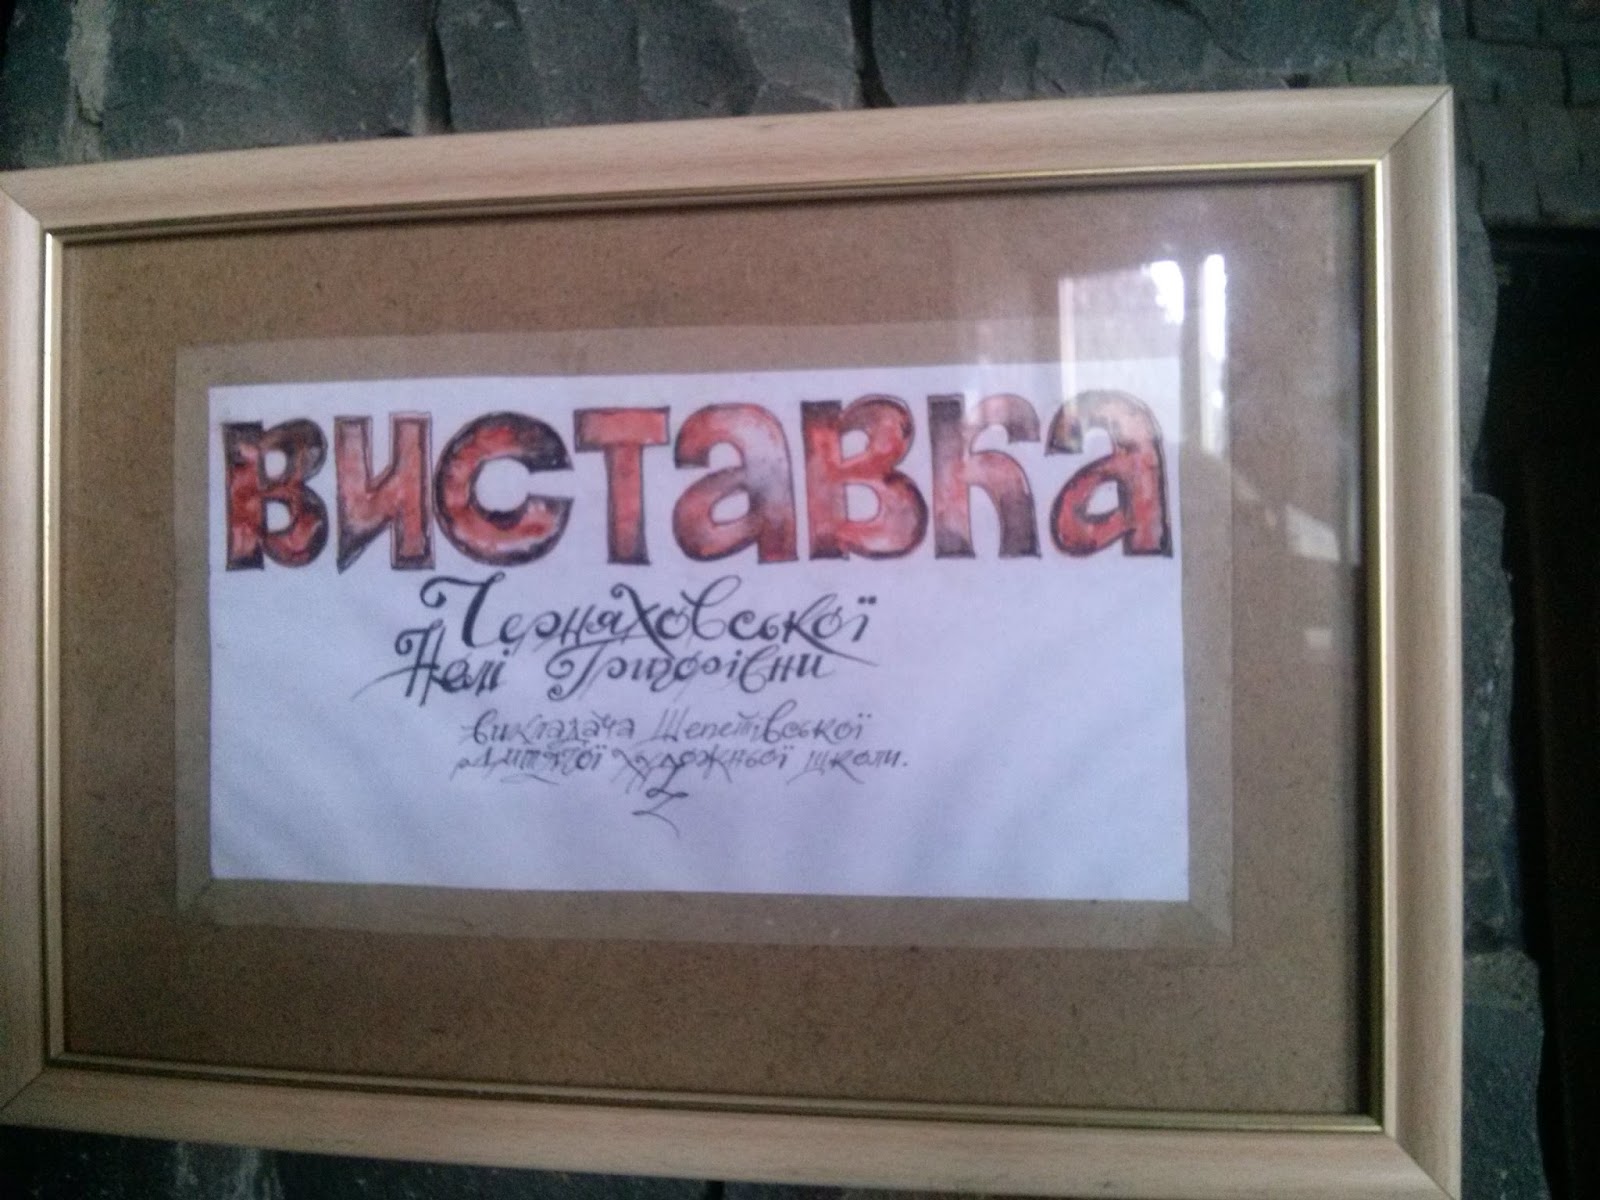 виставка
Черняховської
Нелі Григорівни
викладача Шепетівської
дитячої художньої школи.